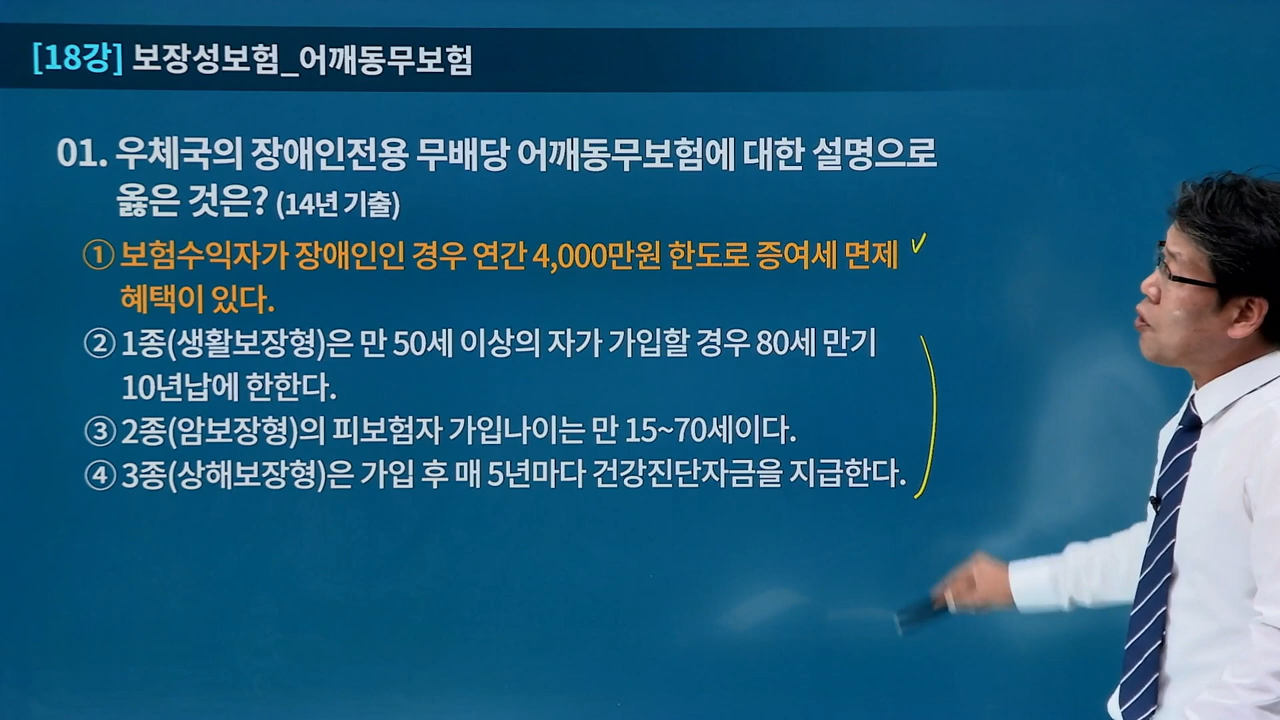 [18강] 보장성보험_어깨동무보험
01. 우체국의 장애인전용 무배당 어깨동무보험에 대한 설명으로
옳은 것은? (14년 기출)
① 보험수익자가 장애인인 경우 연간 4,000만원 한도로 증여세 면제
혜택이 있다.
② 1종(생활보장형)은 만 50세 이상의 자가 가입할 경우 80세 만기
10년납에 한한다.
③ 2종(암보장형)의 피보험자 가입나이는 만 15~70세이다.
④ 3종(상해보장형)은 가입 후 매 5년마다 건강진단자금을 지급한다.